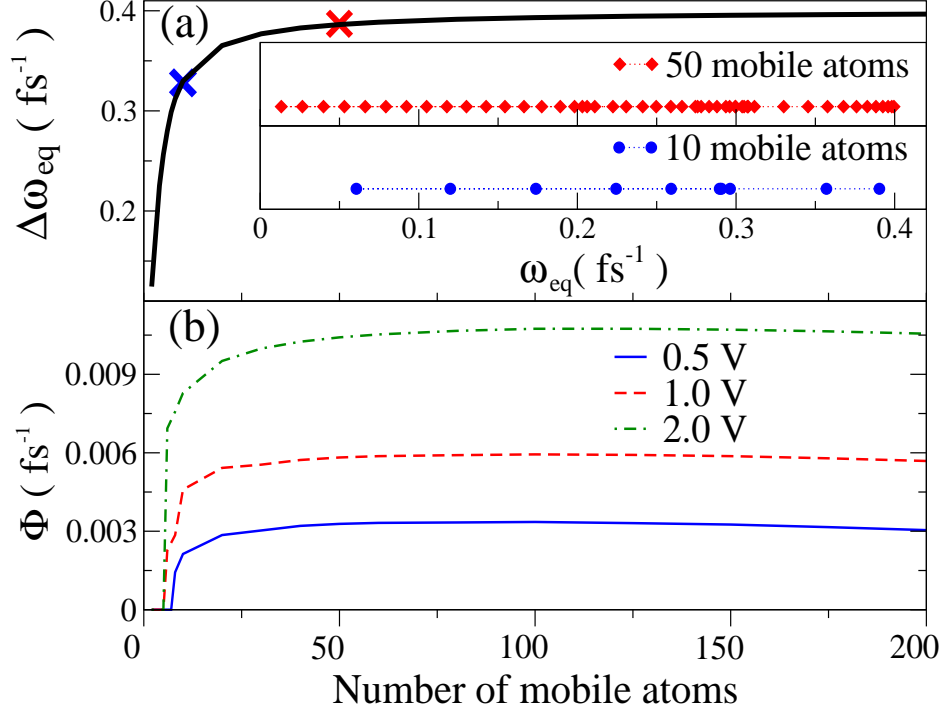 0.4
(a)
0.3
0.2
Δω_eq ( fs^-1 )
50 mobile atoms
10 mobile atoms
0 0.1 0.2 0.3 0.4
ω_eq ( fs^-1 )
(b)
0.009
0.006
0.003
0
Φ ( fs^-1 )
0.5 V
1.0 V
2.0 V
0 50 100 150 200
Number of mobile atoms